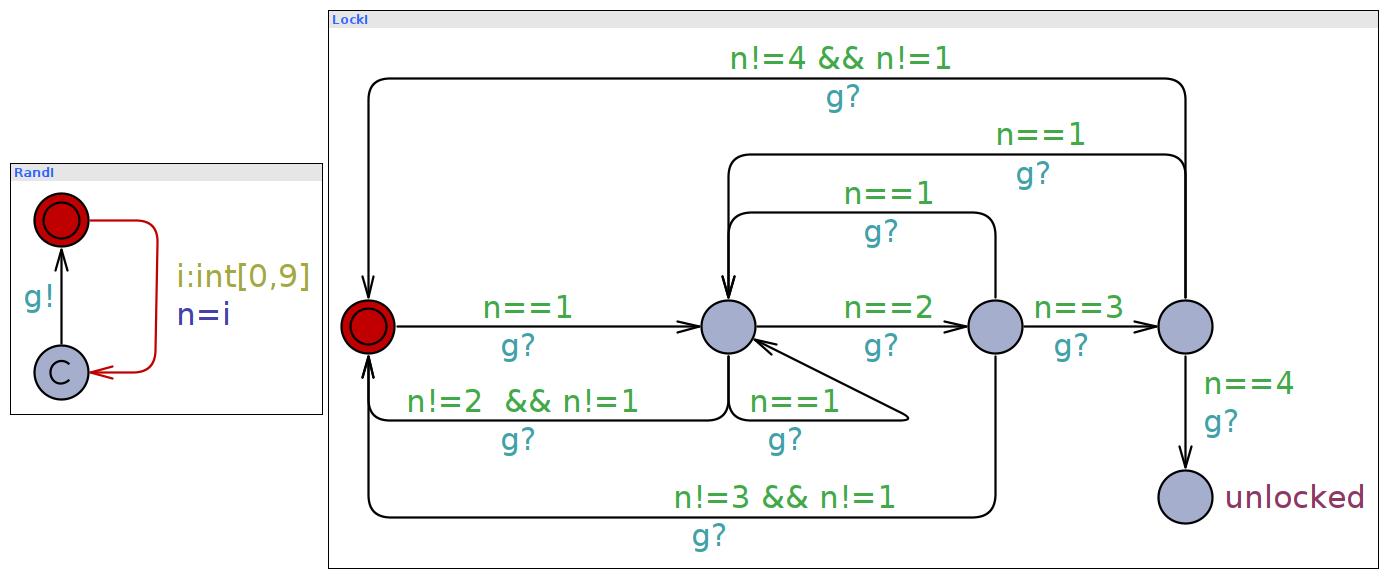 RandI
g!
i:int[0,9]
n=i
C
LockI
n!=4 && n!=1
g?
n==1
g?
n==1
g?
n==1
g?
n==2
g?
n==3
g?
n!=2  && n!=1
g?
n==1
g?
n==4
g?
n!=3 && n!=1
g?
unlocked